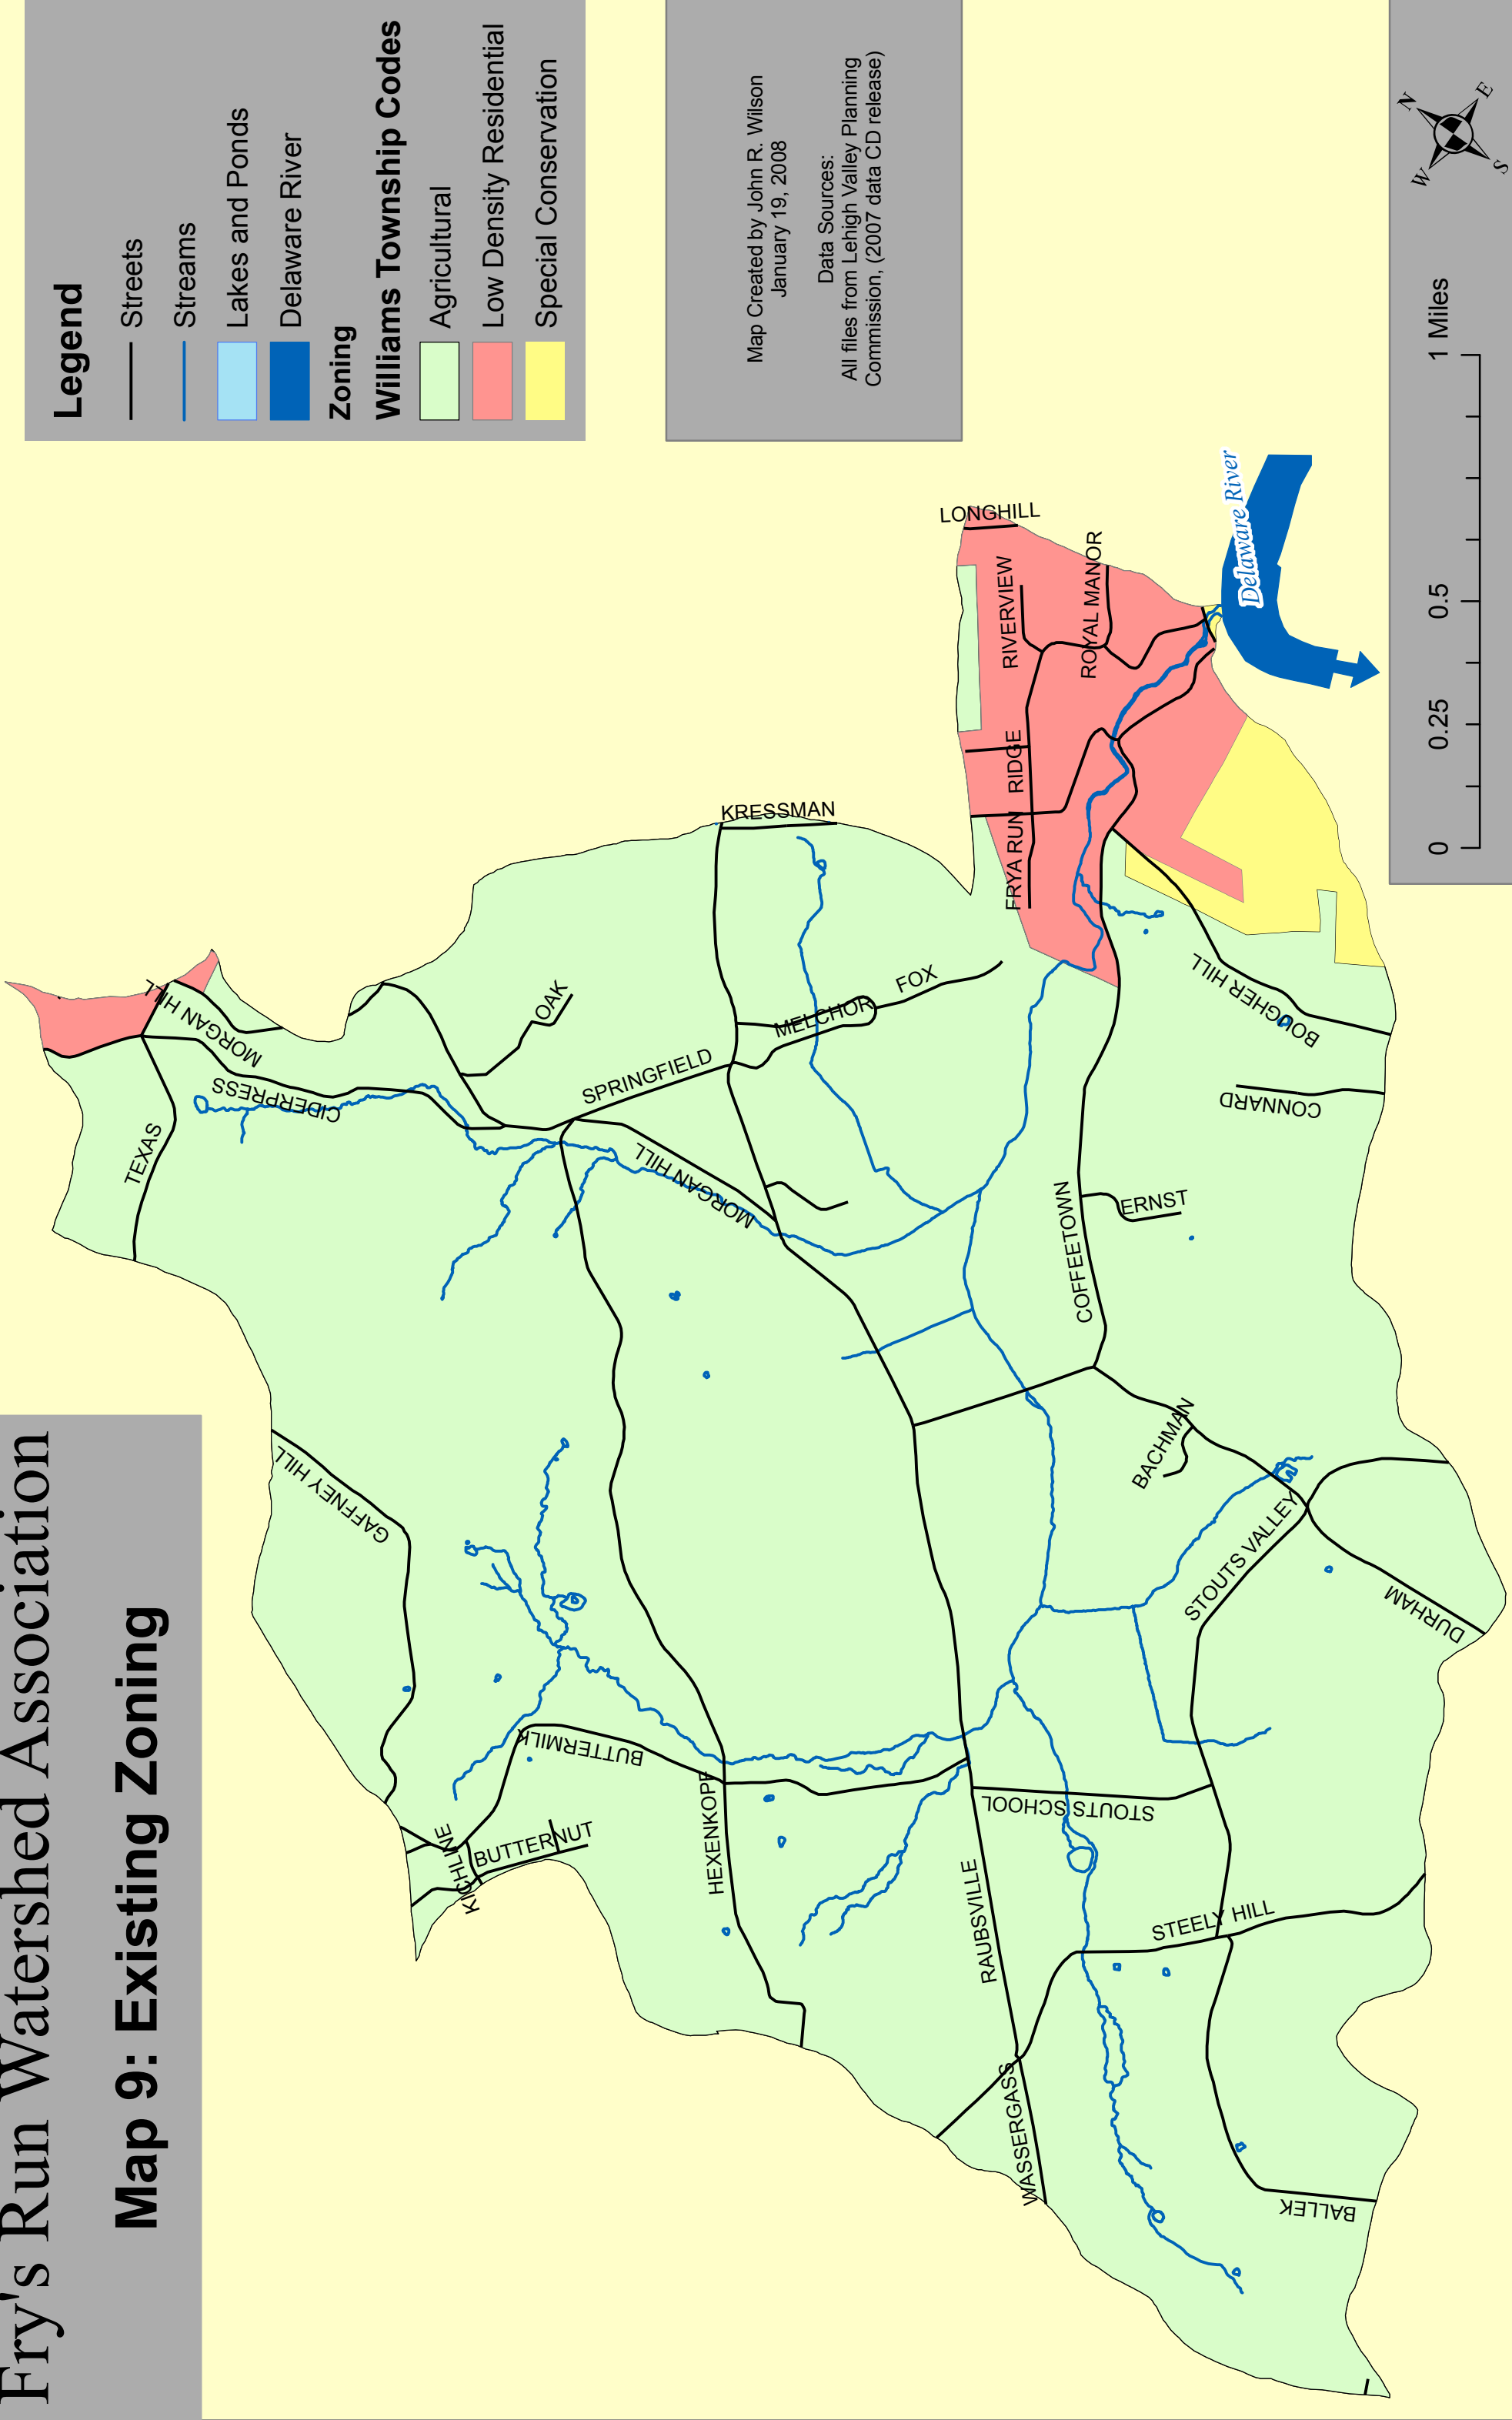 Fry's Run Watershed Association
Map 9: Existing Zoning
Legend
Streets
Streams
Lakes and Ponds
Delaware River
Zoning
Williams Township Codes
Agricultural
Low Density Residential
Special Conservation
Map Created by John R. Wilson
January 19, 2008
Data Sources:
All files from Lehigh Valley Planning
Commission, (2007 data CD release)
TEXAS
MORGAN HILL
CIDERPRESS
OAK
SPRINGFIELD
KRESSMAN
MELCHOR
FOX
MORGAN HILL
GAFFNEY HILL
KICHLINE
BUTTERNUT
BUTTERMILK
HEXENKOPF
RAUBSVILLE
WASSERGASS
STOUTS SCHOOL
STEELY HILL
BALLEK
STOUTS VALLEY
DURHAM
BACHMAN
COFFEETOWN
ERNST
CONNARD
BOUGHER HILL
FRYA RUN
RIDGE
RIVERVIEW
ROYAL MANOR
LONGHILL
Delaware River
0
0.25
0.5
1 Miles
N
E
S
W